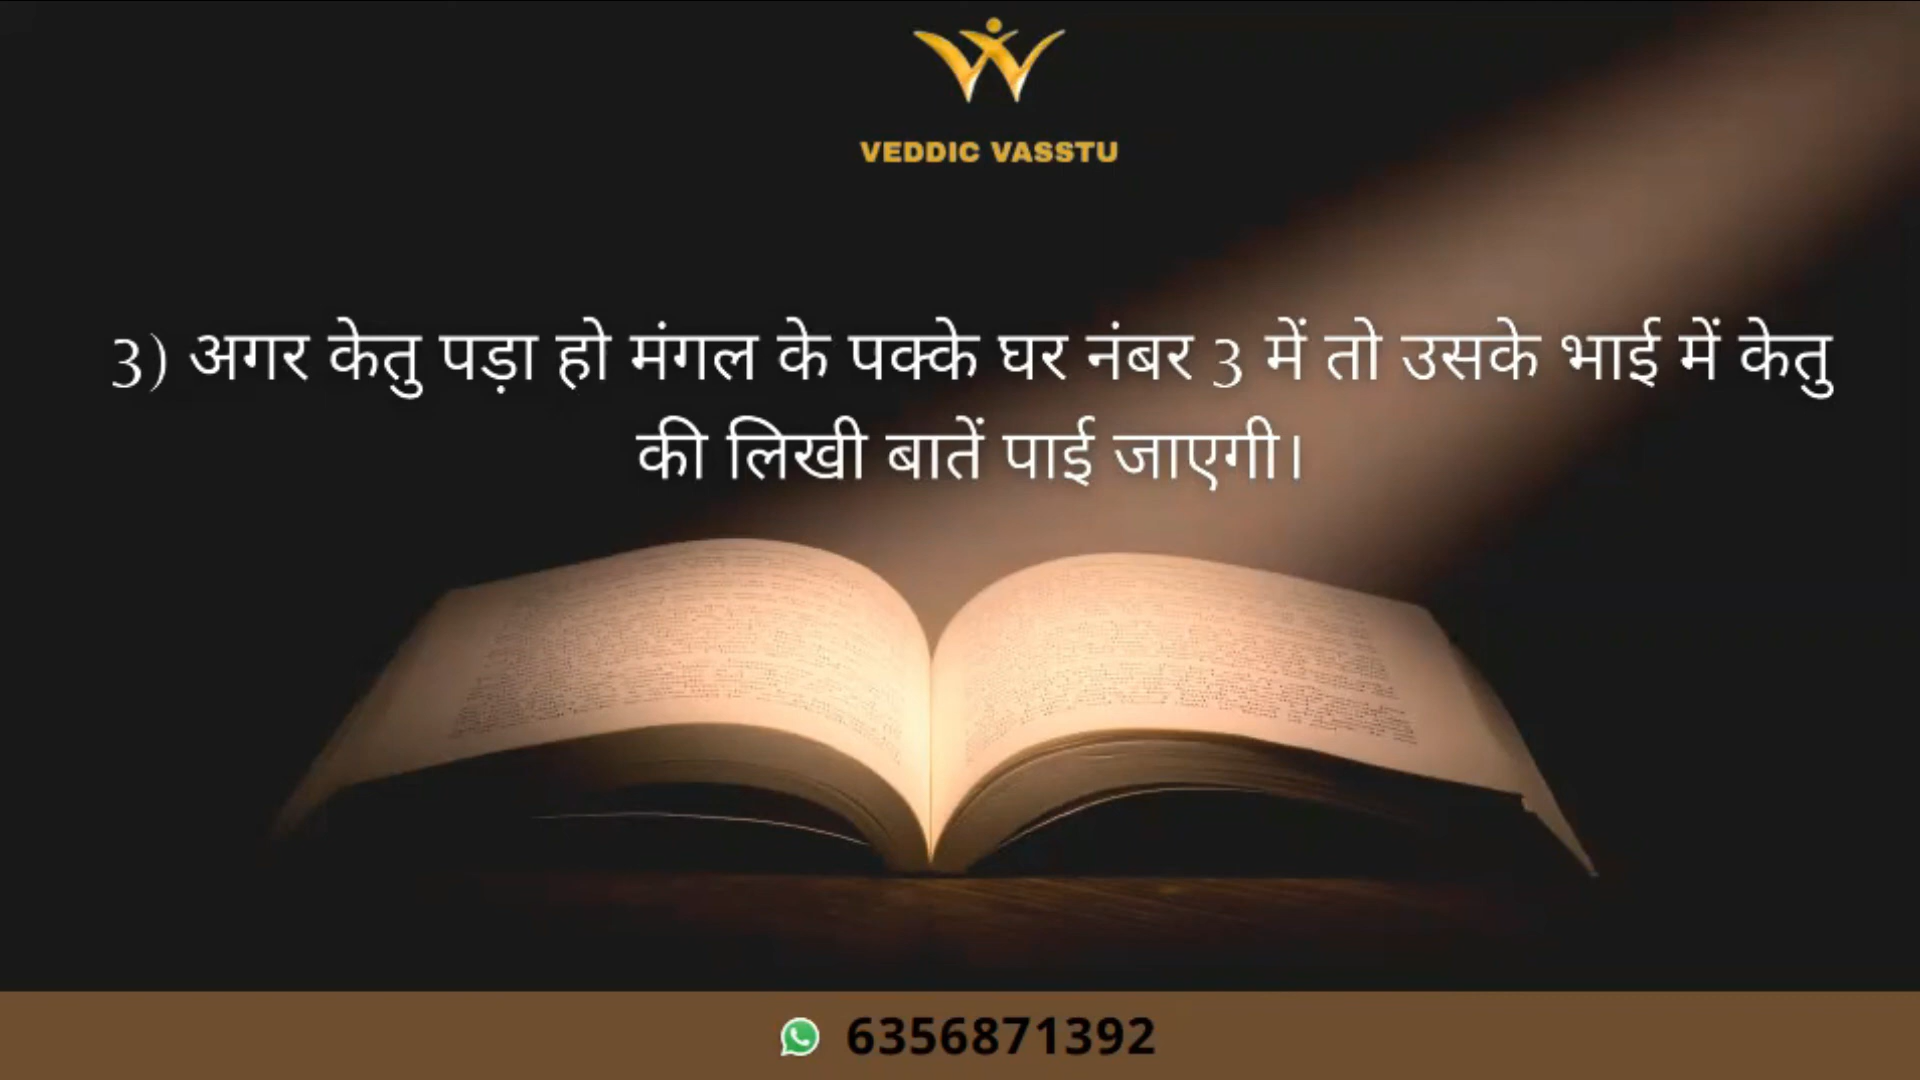 VEDDIC VASSTU
3) अगर केतु पड़ा हो मंगल के पक्के घर नंबर 3 में तो उसके भाई में केतु
की लिखी बातें पाई जाएगी।
6356871392